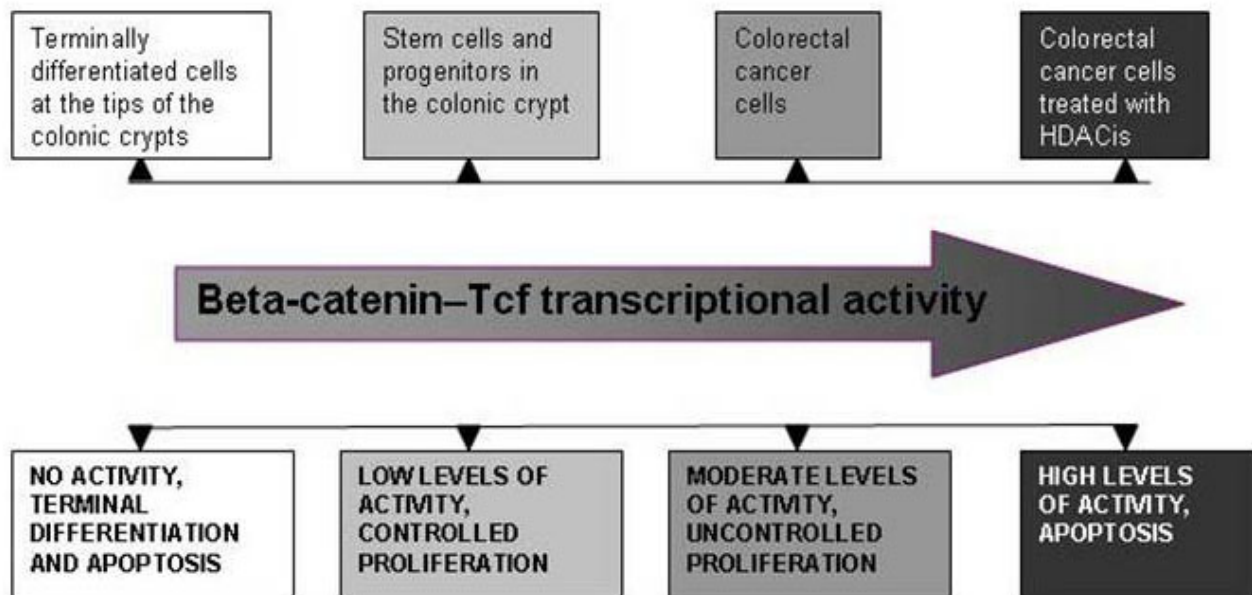 Terminally
differentiated cells
at the tips of the
colonic crypts
Stem cells and
progenitors in
the colonic crypt
Colorectal
cancer
cells
Colorectal
cancer cells
treated with
HDACis
Beta-catenin–Tcf transcriptional activity
NO ACTIVITY,
TERMINAL
DIFFERENTIATION
AND APOPTOSIS
LOW LEVELS OF
ACTIVITY,
CONTROLLED
PROLIFERATION
MODERATE LEVELS
OF ACTIVITY,
UNCONTROLLED
PROLIFERATION
HIGH LEVELS
OF ACTIVITY,
APOPTOSIS